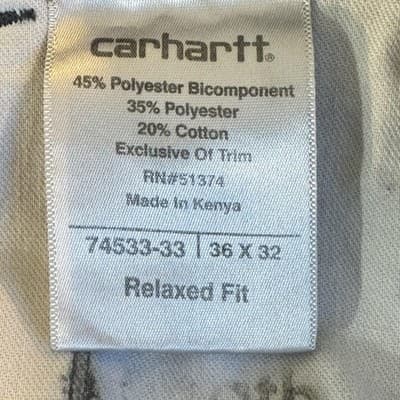 carhartt®
45% Polyester Bicomponent
35% Polyester
20% Cotton
Exclusive Of Trim
RN#51374
Made In Kenya
74533-33 | 36 X 32
Relaxed Fit